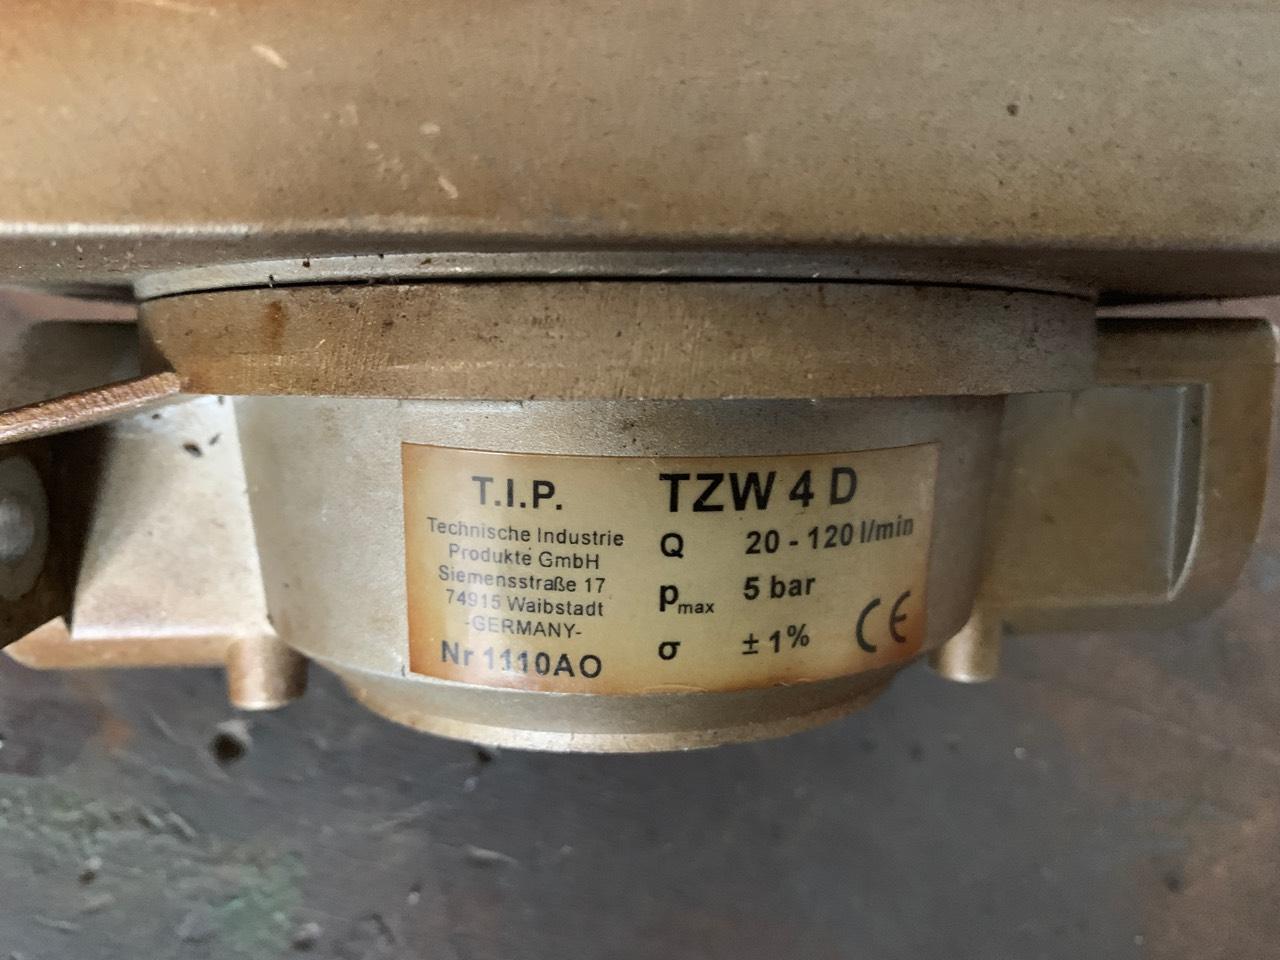 T.I.P.
Technische Industrie
Produkte GmbH
Siemensstraße 17
74915 Waibstadt
-GERMANY-
Nr 1110AO
TZW 4 D
Q 20 - 120 l/min
pmax 5 bar
σ ± 1%
CE